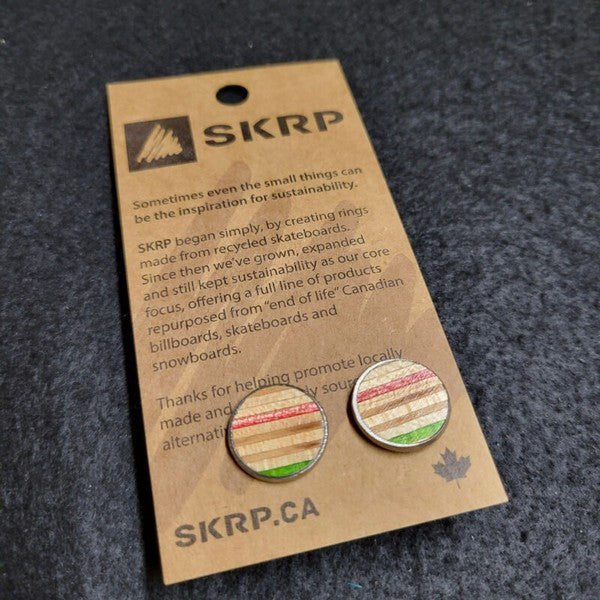 SKRP
Sometimes even the small things can
be the inspiration for sustainability.
SKRP began simply, by creating rings
made from recycled skateboards.
Since then we've grown, expanded
and still kept sustainability as our core
focus, offering a full line of products
repurposed from "end of life" Canadian
billboards, skateboards and
snowboards.
Thanks for helping promote locally
made and
SKRP.CA